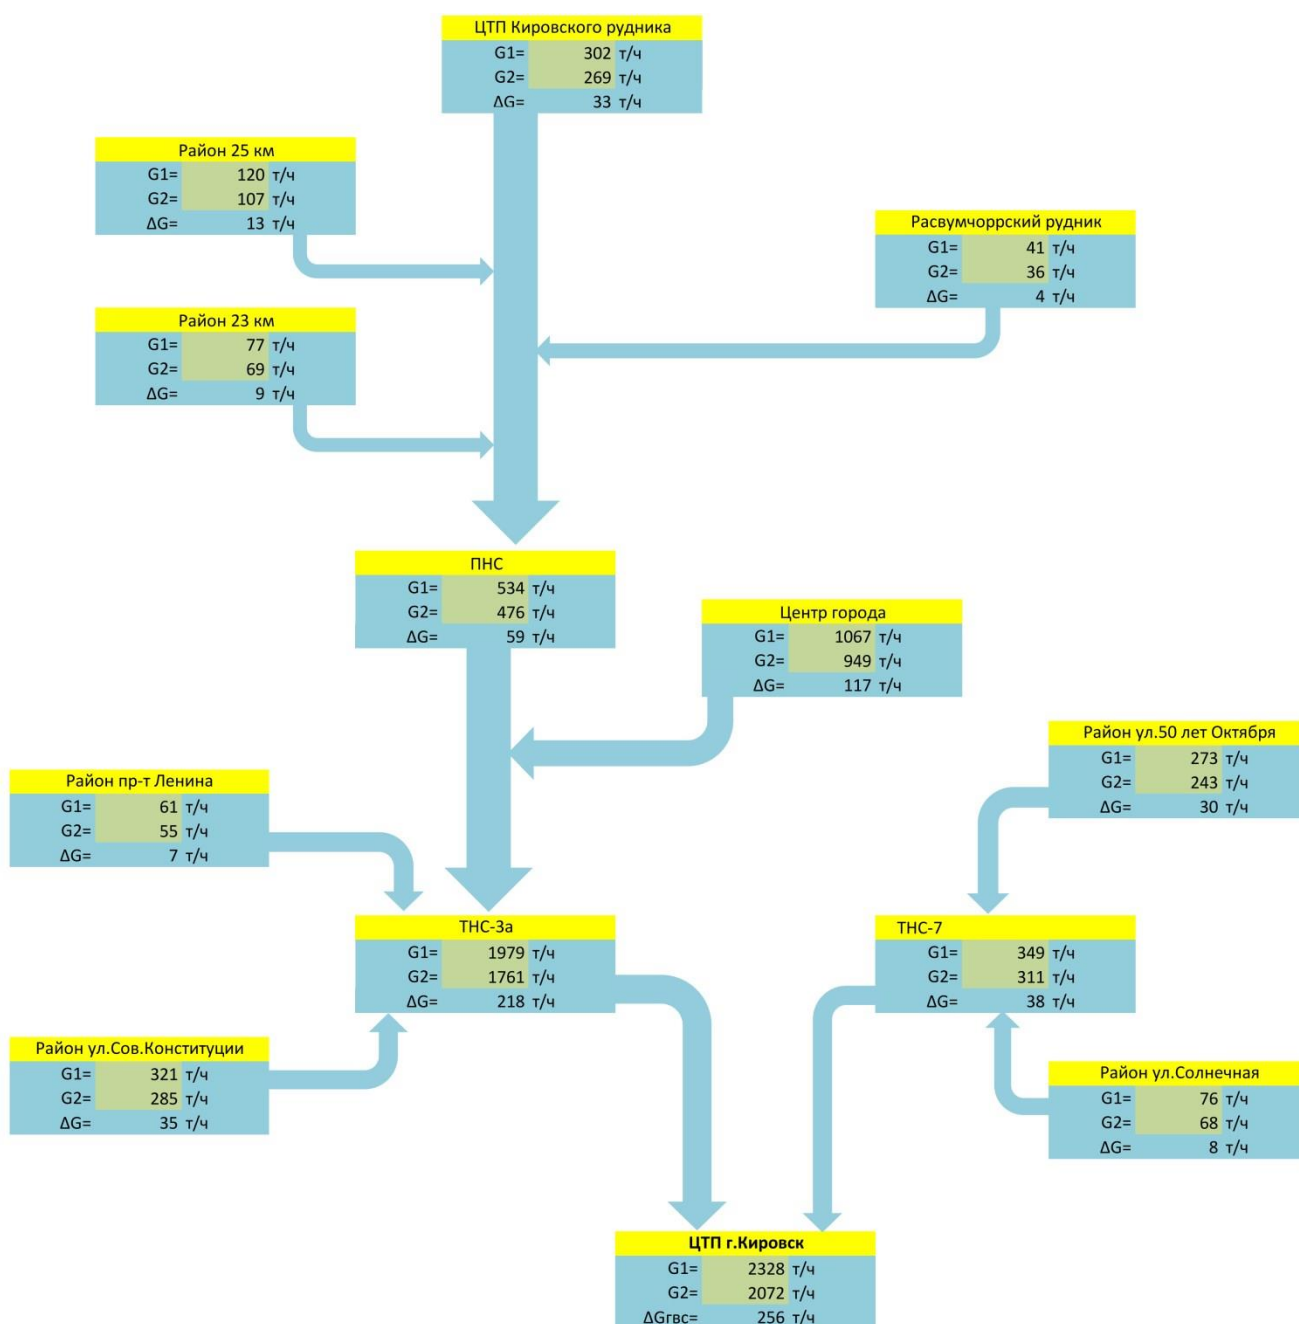 ЦТП Кировского рудника
G1= 302 т/ч
G2= 269 т/ч
ΔG= 33 т/ч
Район 25 км
G1= 120 т/ч
G2= 107 т/ч
ΔG= 13 т/ч
Расвумчоррский рудник
G1= 41 т/ч
G2= 36 т/ч
ΔG= 4 т/ч
Район 23 км
G1= 77 т/ч
G2= 69 т/ч
ΔG= 9 т/ч
ПНС
G1= 534 т/ч
G2= 476 т/ч
ΔG= 59 т/ч
Центр города
G1= 1067 т/ч
G2= 949 т/ч
ΔG= 117 т/ч
Район ул.50 лет Октября
G1= 273 т/ч
G2= 243 т/ч
ΔG= 30 т/ч
Район пр-т Ленина
G1= 61 т/ч
G2= 55 т/ч
ΔG= 7 т/ч
ТНС-3а
G1= 1979 т/ч
G2= 1761 т/ч
ΔG= 218 т/ч
ТНС-7
G1= 349 т/ч
G2= 311 т/ч
ΔG= 38 т/ч
Район ул.Сов.Конституции
G1= 321 т/ч
G2= 285 т/ч
ΔG= 35 т/ч
Район ул.Солнечная
G1= 76 т/ч
G2= 68 т/ч
ΔG= 8 т/ч
ЦТП г.Кировск
G1= 2328 т/ч
G2= 2072 т/ч
ΔGгвс= 256 т/ч